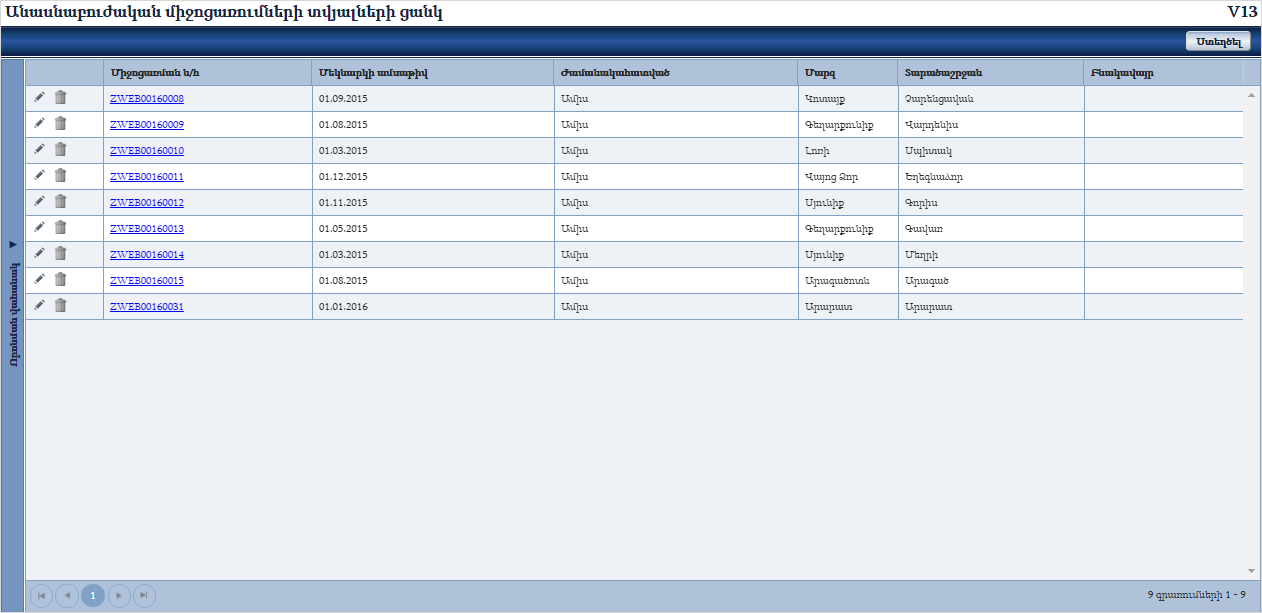 Անասնաբուժական միջոցառումների տվյալների ցանկ V13
Ստեղծել
Միջոցառման ն/հ Մեկնարկի ամսաթիվ Ժամանակահատված Մարզ Տարածաշրջան Բնակավայր
ZWEB00160008 01.09.2015 Ամիս Կոտայք Չարենցավան
ZWEB00160009 01.08.2015 Ամիս Գեղարքունիք Վարդենիս
ZWEB00160010 01.03.2015 Ամիս Լոռի Սպիտակ
ZWEB00160011 01.12.2015 Ամիս Վայոց Ձոր Եղեգնաձոր
ZWEB00160012 01.11.2015 Ամիս Սյունիք Գորիս
ZWEB00160013 01.05.2015 Ամիս Գեղարքունիք Գավառ
ZWEB00160014 01.03.2015 Ամիս Սյունիք Մեղրի
ZWEB00160015 01.08.2015 Ամիս Արագածոտն Արագած
ZWEB00160031 01.01.2016 Ամիս Արարատ Արարատ
Որոնման վահանակ
1
9 գրառումների 1 - 9